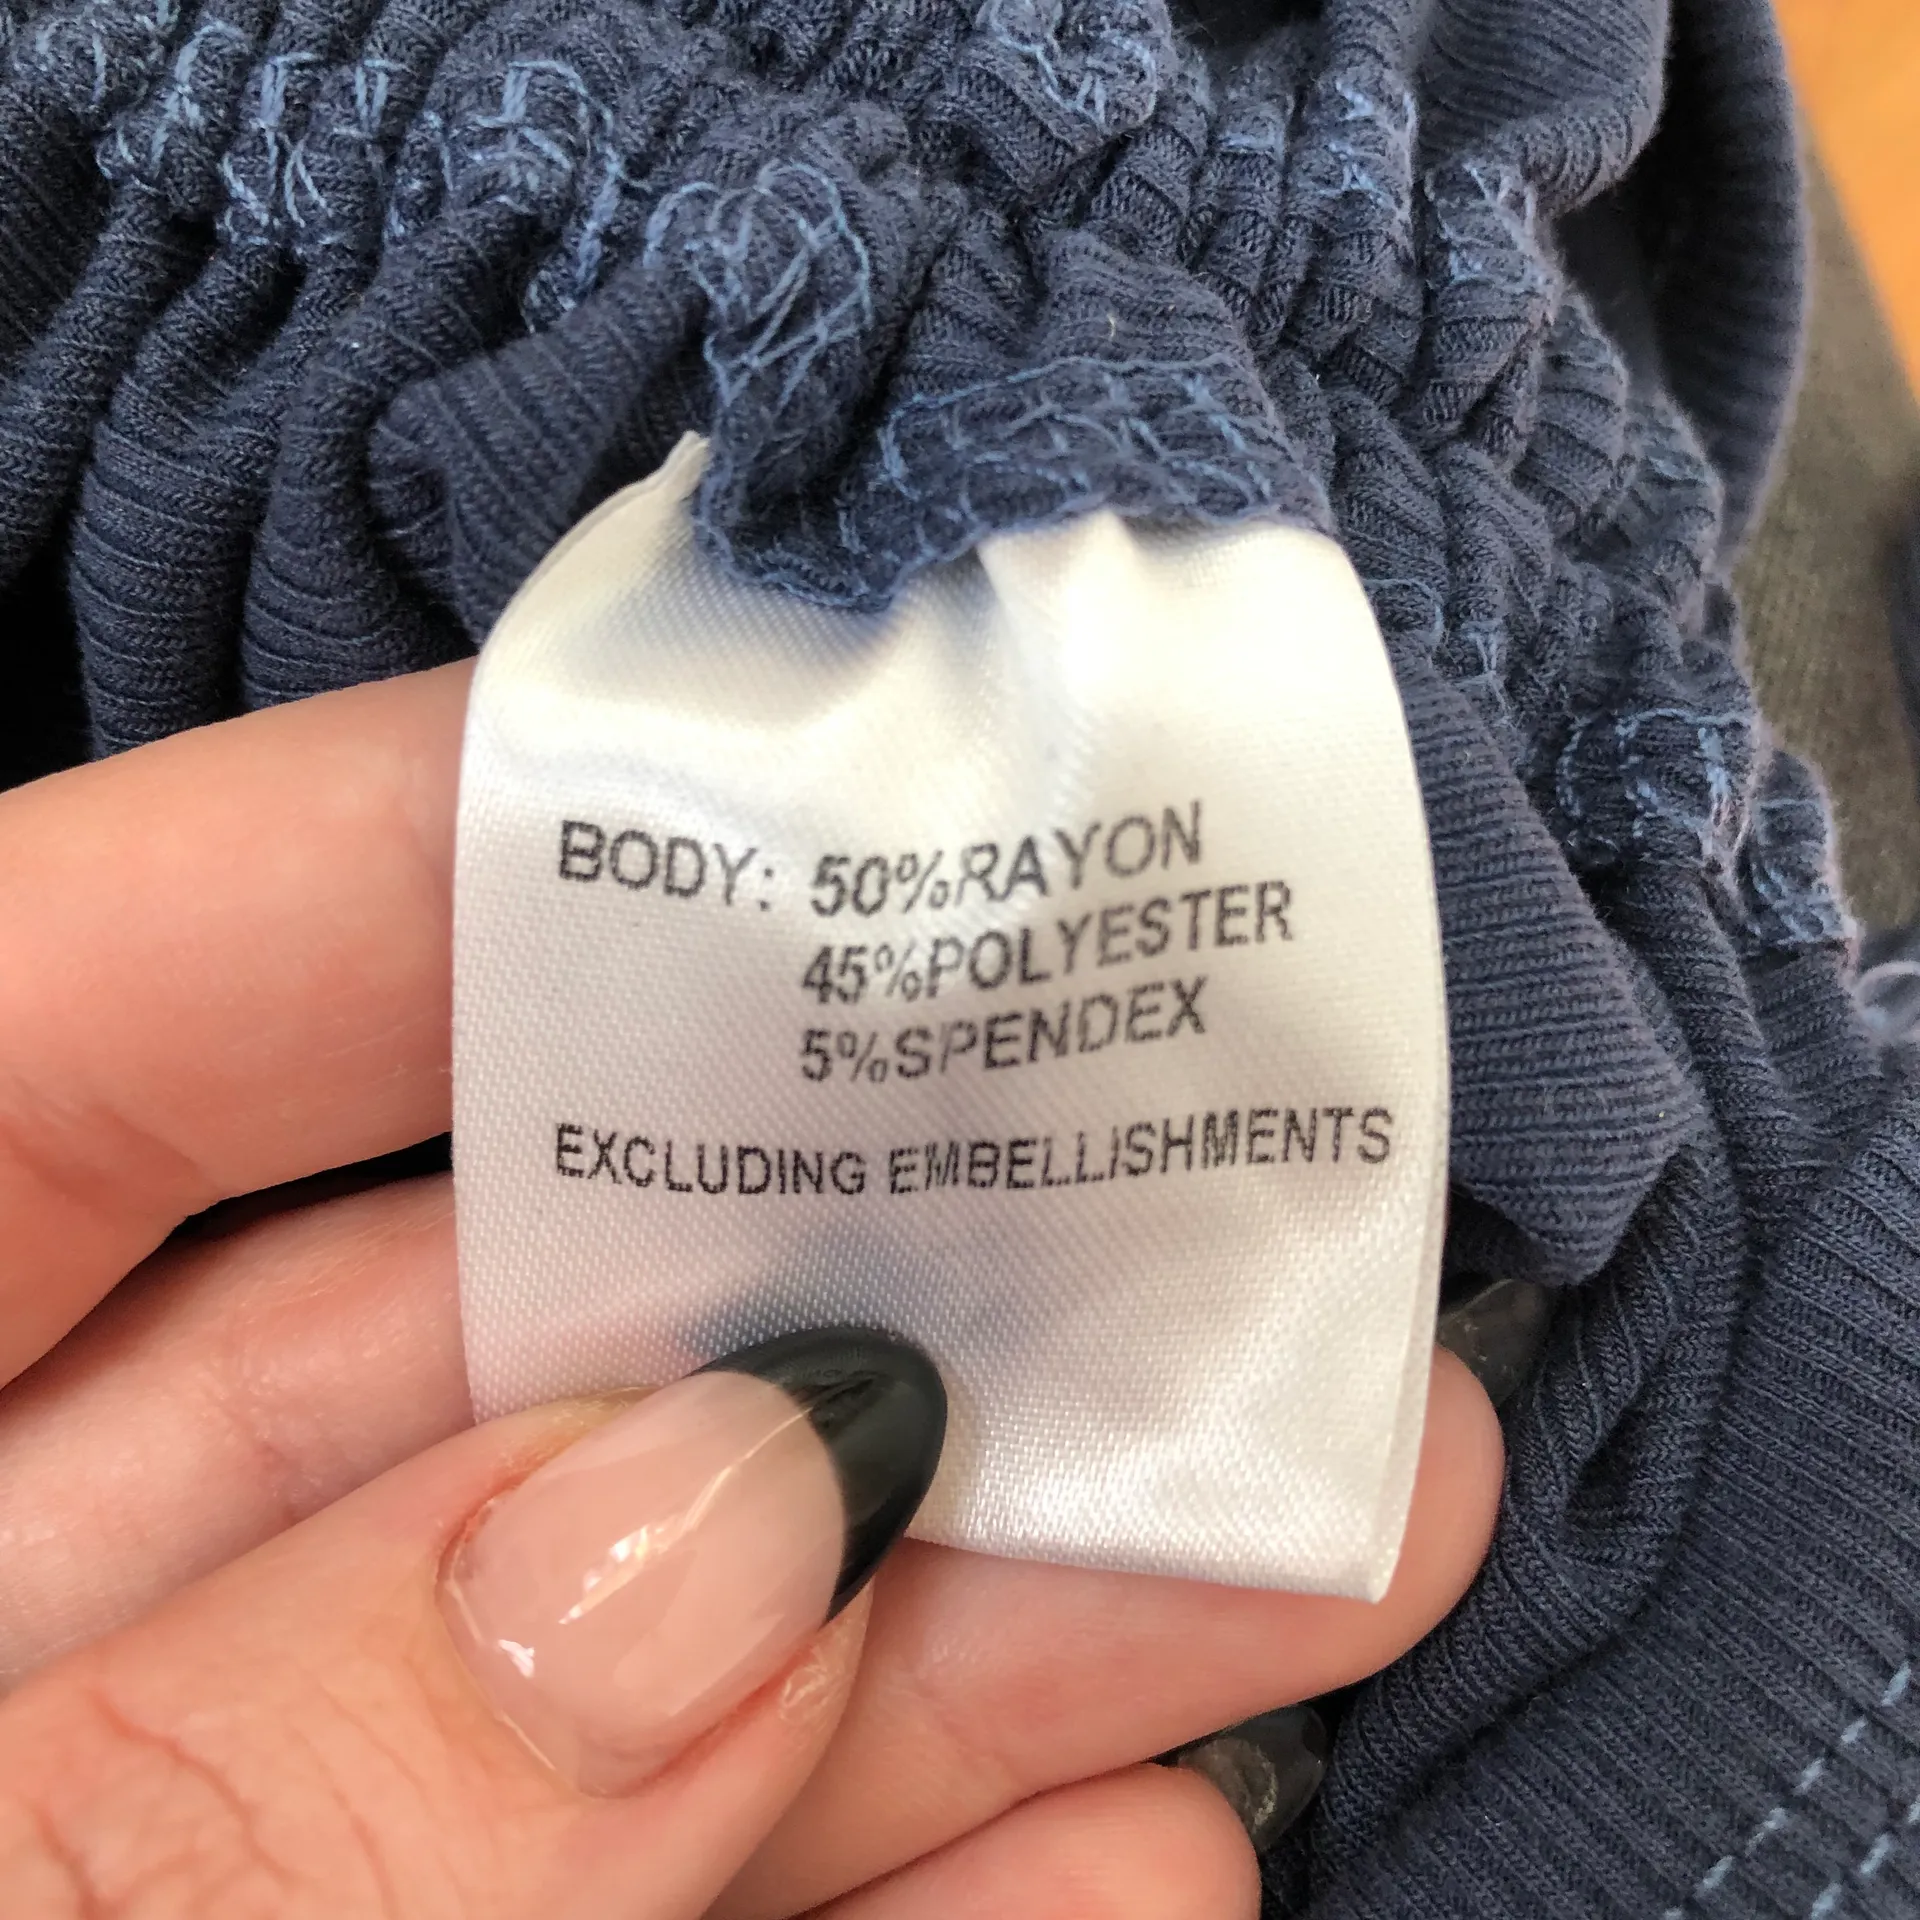 BODY: 50%RAYON
45%POLYESTER
5%SPENDEX
EXCLUDING EMBELLISHMENTS